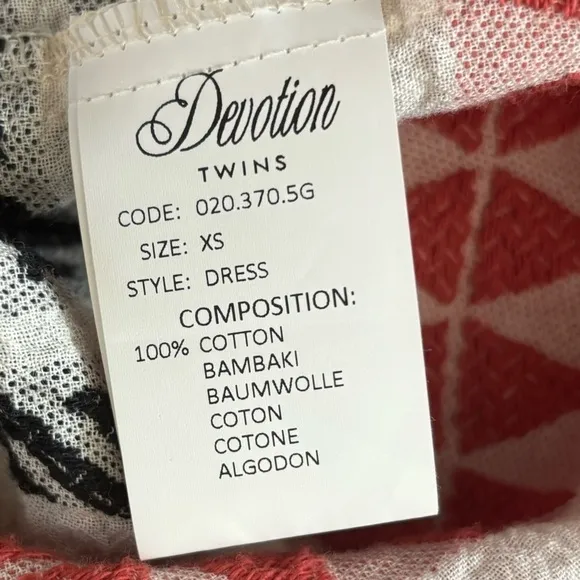 Devotion
TWINS
CODE: 020.370.5G
SIZE: XS
STYLE: DRESS
COMPOSITION:
100% COTTON
BAMBAKI
BAUMWOLLE
COTON
COTONE
ALGODON